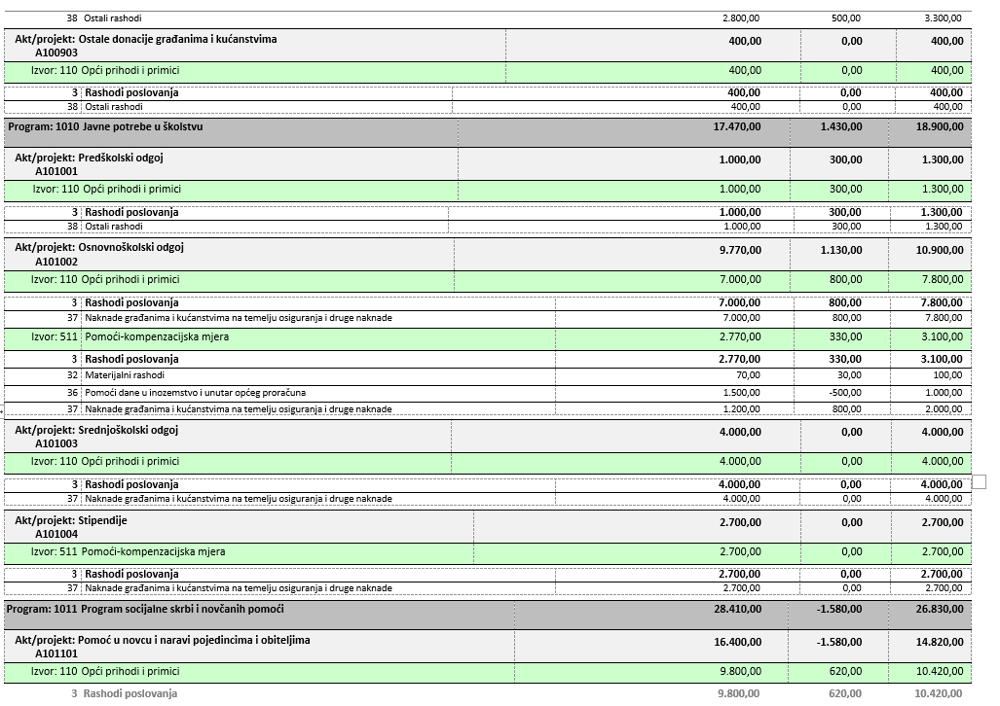 38 Ostali rashodi 2.800,00 500,00 3.300,00
Akt/projekt: Ostale donacije građanima i kućanstvima 400,00 0,00 400,00
A100903
Izvor: 110 Opći prihodi i primici 400,00 0,00 400,00
3 Rashodi poslovanja 400,00 0,00 400,00
38 Ostali rashodi 400,00 0,00 400,00
Program: 1010 Javne potrebe u školstvu 17.470,00 1.430,00 18.900,00
Akt/projekt: Predškolski odgoj 1.000,00 300,00 1.300,00
A101001
Izvor: 110 Opći prihodi i primici 1.000,00 300,00 1.300,00
3 Rashodi poslovanja 1.000,00 300,00 1.300,00
38 Ostali rashodi 1.000,00 300,00 1.300,00
Akt/projekt: Osnovnoškolski odgoj 9.770,00 1.130,00 10.900,00
A101002
Izvor: 110 Opći prihodi i primici 7.000,00 800,00 7.800,00
3 Rashodi poslovanja 7.000,00 800,00 7.800,00
37 Naknade građanima i kućanstvima na temelju osiguranja i druge naknade 7.000,00 800,00 7.800,00
Izvor: 511 Pomoći-kompenzacijska mjera 2.770,00 330,00 3.100,00
3 Rashodi poslovanja 2.770,00 330,00 3.100,00
32 Materijalni rashodi 70,00 30,00 100,00
36 Pomoći dane u inozemstvo i unutar općeg proračuna 1.500,00 -500,00 1.000,00
37 Naknade građanima i kućanstvima na temelju osiguranja i druge naknade 1.200,00 800,00 2.000,00
Akt/projekt: Srednjoškolski odgoj 4.000,00 0,00 4.000,00
A101003
Izvor: 110 Opći prihodi i primici 4.000,00 0,00 4.000,00
3 Rashodi poslovanja 4.000,00 0,00 4.000,00
37 Naknade građanima i kućanstvima na temelju osiguranja i druge naknade 4.000,00 0,00 4.000,00
Akt/projekt: Stipendije 2.700,00 0,00 2.700,00
A101004
Izvor: 511 Pomoći-kompenzacijska mjera 2.700,00 0,00 2.700,00
3 Rashodi poslovanja 2.700,00 0,00 2.700,00
37 Naknade građanima i kućanstvima na temelju osiguranja i druge naknade 2.700,00 0,00 2.700,00
Program: 1011 Program socijalne skrbi i novčanih pomoći 28.410,00 -1.580,00 26.830,00
Akt/projekt: Pomoć u novcu i naravi pojedincima i obiteljima 16.400,00 -1.580,00 14.820,00
A101101
Izvor: 110 Opći prihodi i primici 9.800,00 620,00 10.420,00
3 Rashodi poslovanja 9.800,00 620,00 10.420,00